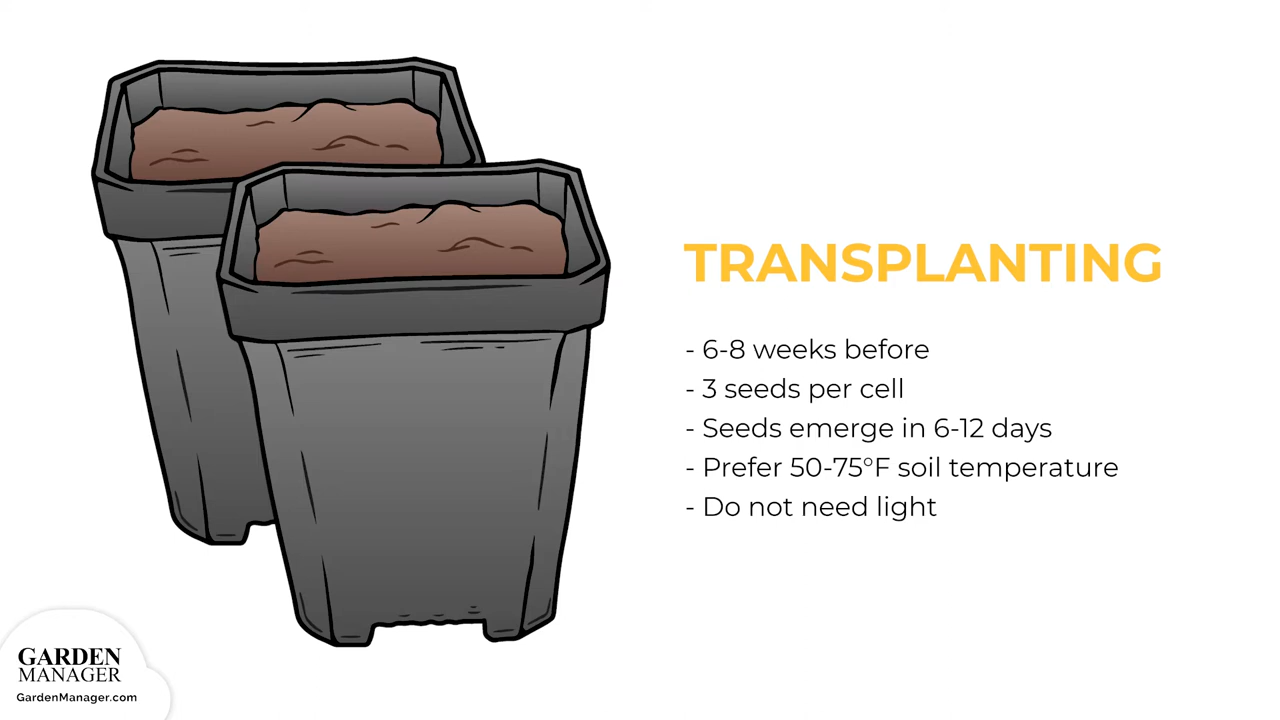 TRANSPLANTING
- 6-8 weeks before
- 3 seeds per cell
- Seeds emerge in 6-12 days
- Prefer 50-75°F soil temperature
- Do not need light
GARDEN
MANAGER
GardenManager.com